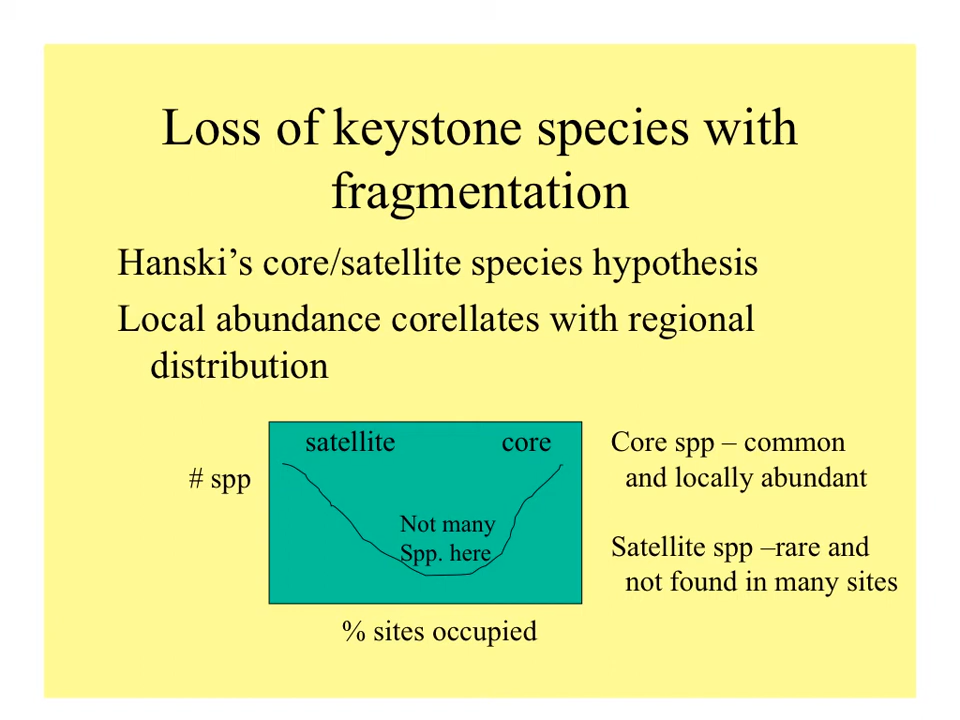 Loss of keystone species with
fragmentation
Hanski’s core/satellite species hypothesis
Local abundance corellates with regional
distribution
satellite core
# spp
Not many
Spp. here
% sites occupied
Core spp – common
and locally abundant
Satellite spp –rare and
not found in many sites